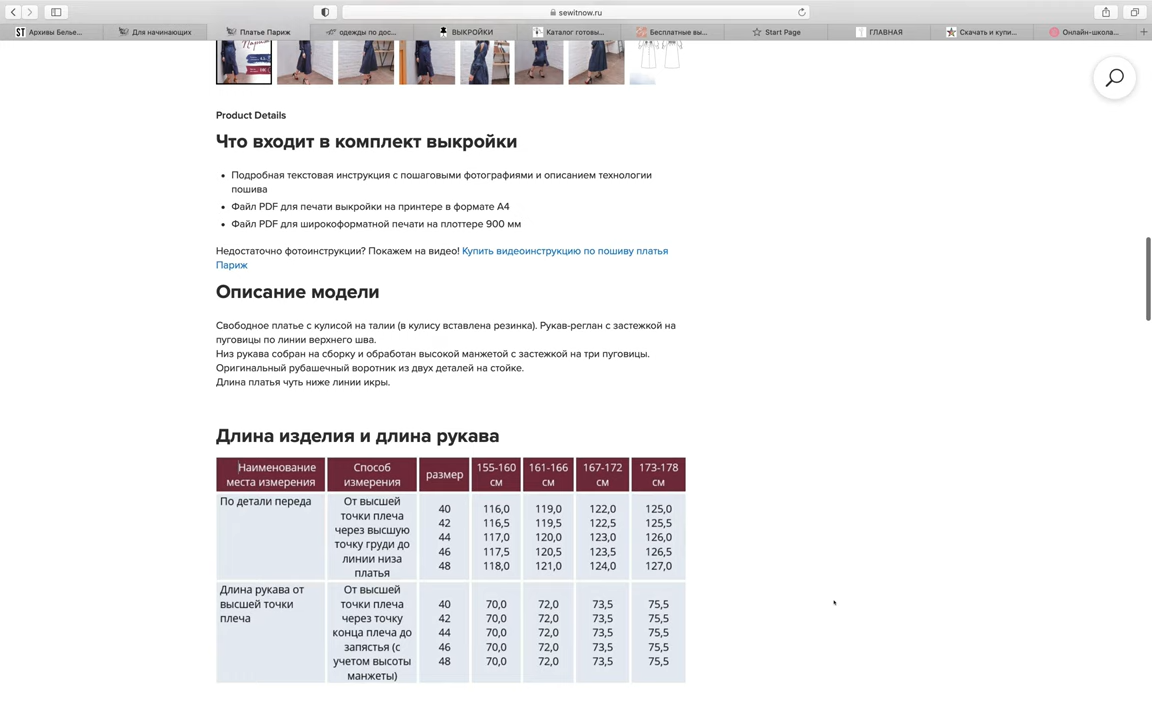 sewitnow.ru
ST Архивы Белье... Для начинающих Платье Париж одежды по дос... ВЫКРОЙКИ Каталог готовы... Бесплатные вы... Start Page ГЛАВНАЯ Скачать и купи... Онлайн-школа...
Product Details
Что входит в комплект выкройки
Подробная текстовая инструкция с пошаговыми фотографиями и описанием технологии
пошива
Файл PDF для печати выкройки на принтере в формате А4
Файл PDF для широкоформатной печати на плоттере 900 мм
Недостаточно фотоинструкции? Покажем на видео! Купить видеоинструкцию по пошиву платья
Париж
Описание модели
Свободное платье с кулисой на талии (в кулису вставлена резинка). Рукав-реглан с застежкой на
пуговицы по линии верхнего шва.
Низ рукава собран на сборку и обработан высокой манжетой с застежкой на три пуговицы.
Оригинальный рубашечный воротник из двух деталей на стойке.
Длина платья чуть ниже линии икры.
Длина изделия и длина рукава
Наименование места измерения Способ измерения размер 155-160 см 161-166 см 167-172 см 173-178 см
По детали переда От высшей точки плеча через высшую точку груди до линии низа платья
40 116,0 119,0 122,0 125,0
42 116,5 119,5 122,5 125,5
44 117,0 120,0 123,0 126,0
46 117,5 120,5 123,5 126,5
48 118,0 121,0 124,0 127,0
Длина рукава от высшей точки плеча От высшей точки плеча через точку конца плеча до запястья (с учетом высоты манжеты)
40 70,0 72,0 73,5 75,5
42 70,0 72,0 73,5 75,5
44 70,0 72,0 73,5 75,5
46 70,0 72,0 73,5 75,5
48 70,0 72,0 73,5 75,5